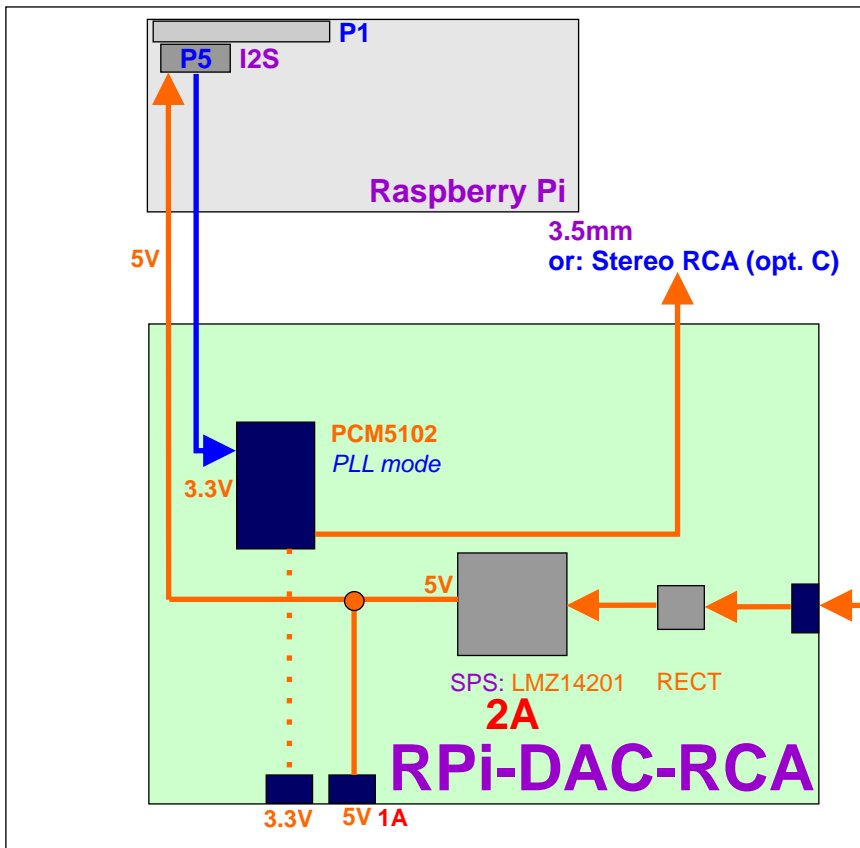 P1
P5 I2S
Raspberry Pi
3.5mm
or: Stereo RCA (opt. C)
5V
PCM5102
PLL mode
3.3V
5V
SPS: LMZ14201 RECT
2A
RPi-DAC-RCA
3.3V 5V 1A